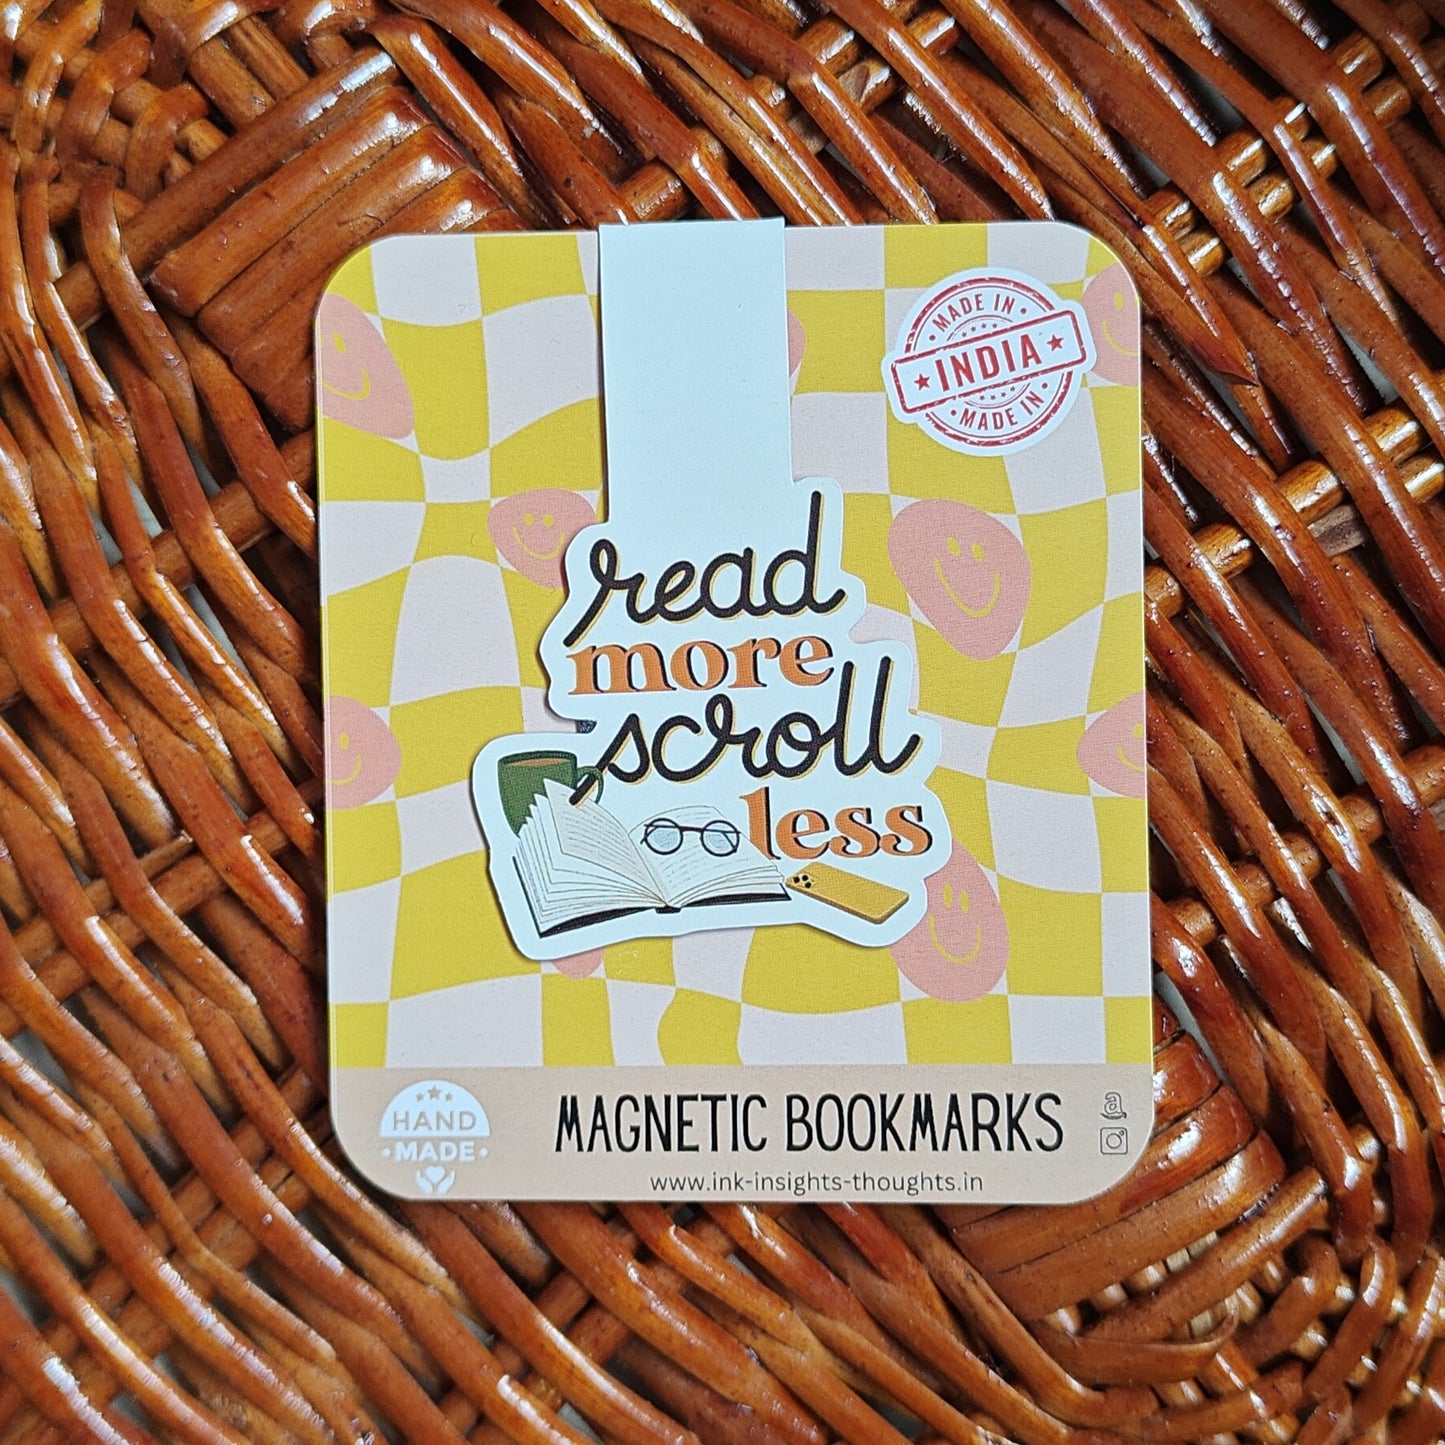 MADE IN
INDIA
MADE IN
read
more
scroll
less
HAND
MADE
MAGNETIC BOOKMARKS
www.ink-insights-thoughts.in
a